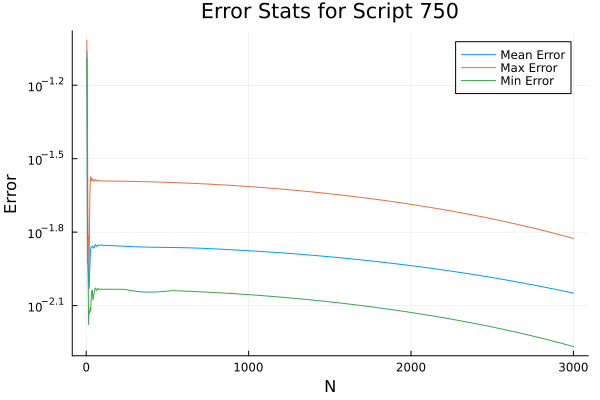 Error Stats for Script 750
Mean Error
Max Error
Min Error
10^−1.2
10^−1.5
10^−1.8
10^−2.1
Error
0 1000 2000 3000
N